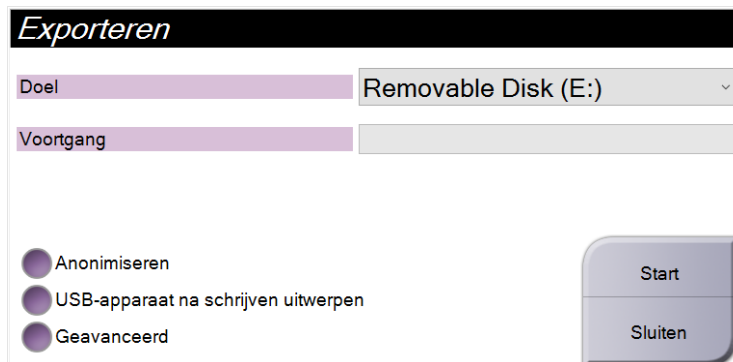 Exporteren
Doel
Removable Disk (E:)
Voortgang
Anonimiseren
USB-apparaat na schrijven uitwerpen
Geavanceerd
Start
Sluiten